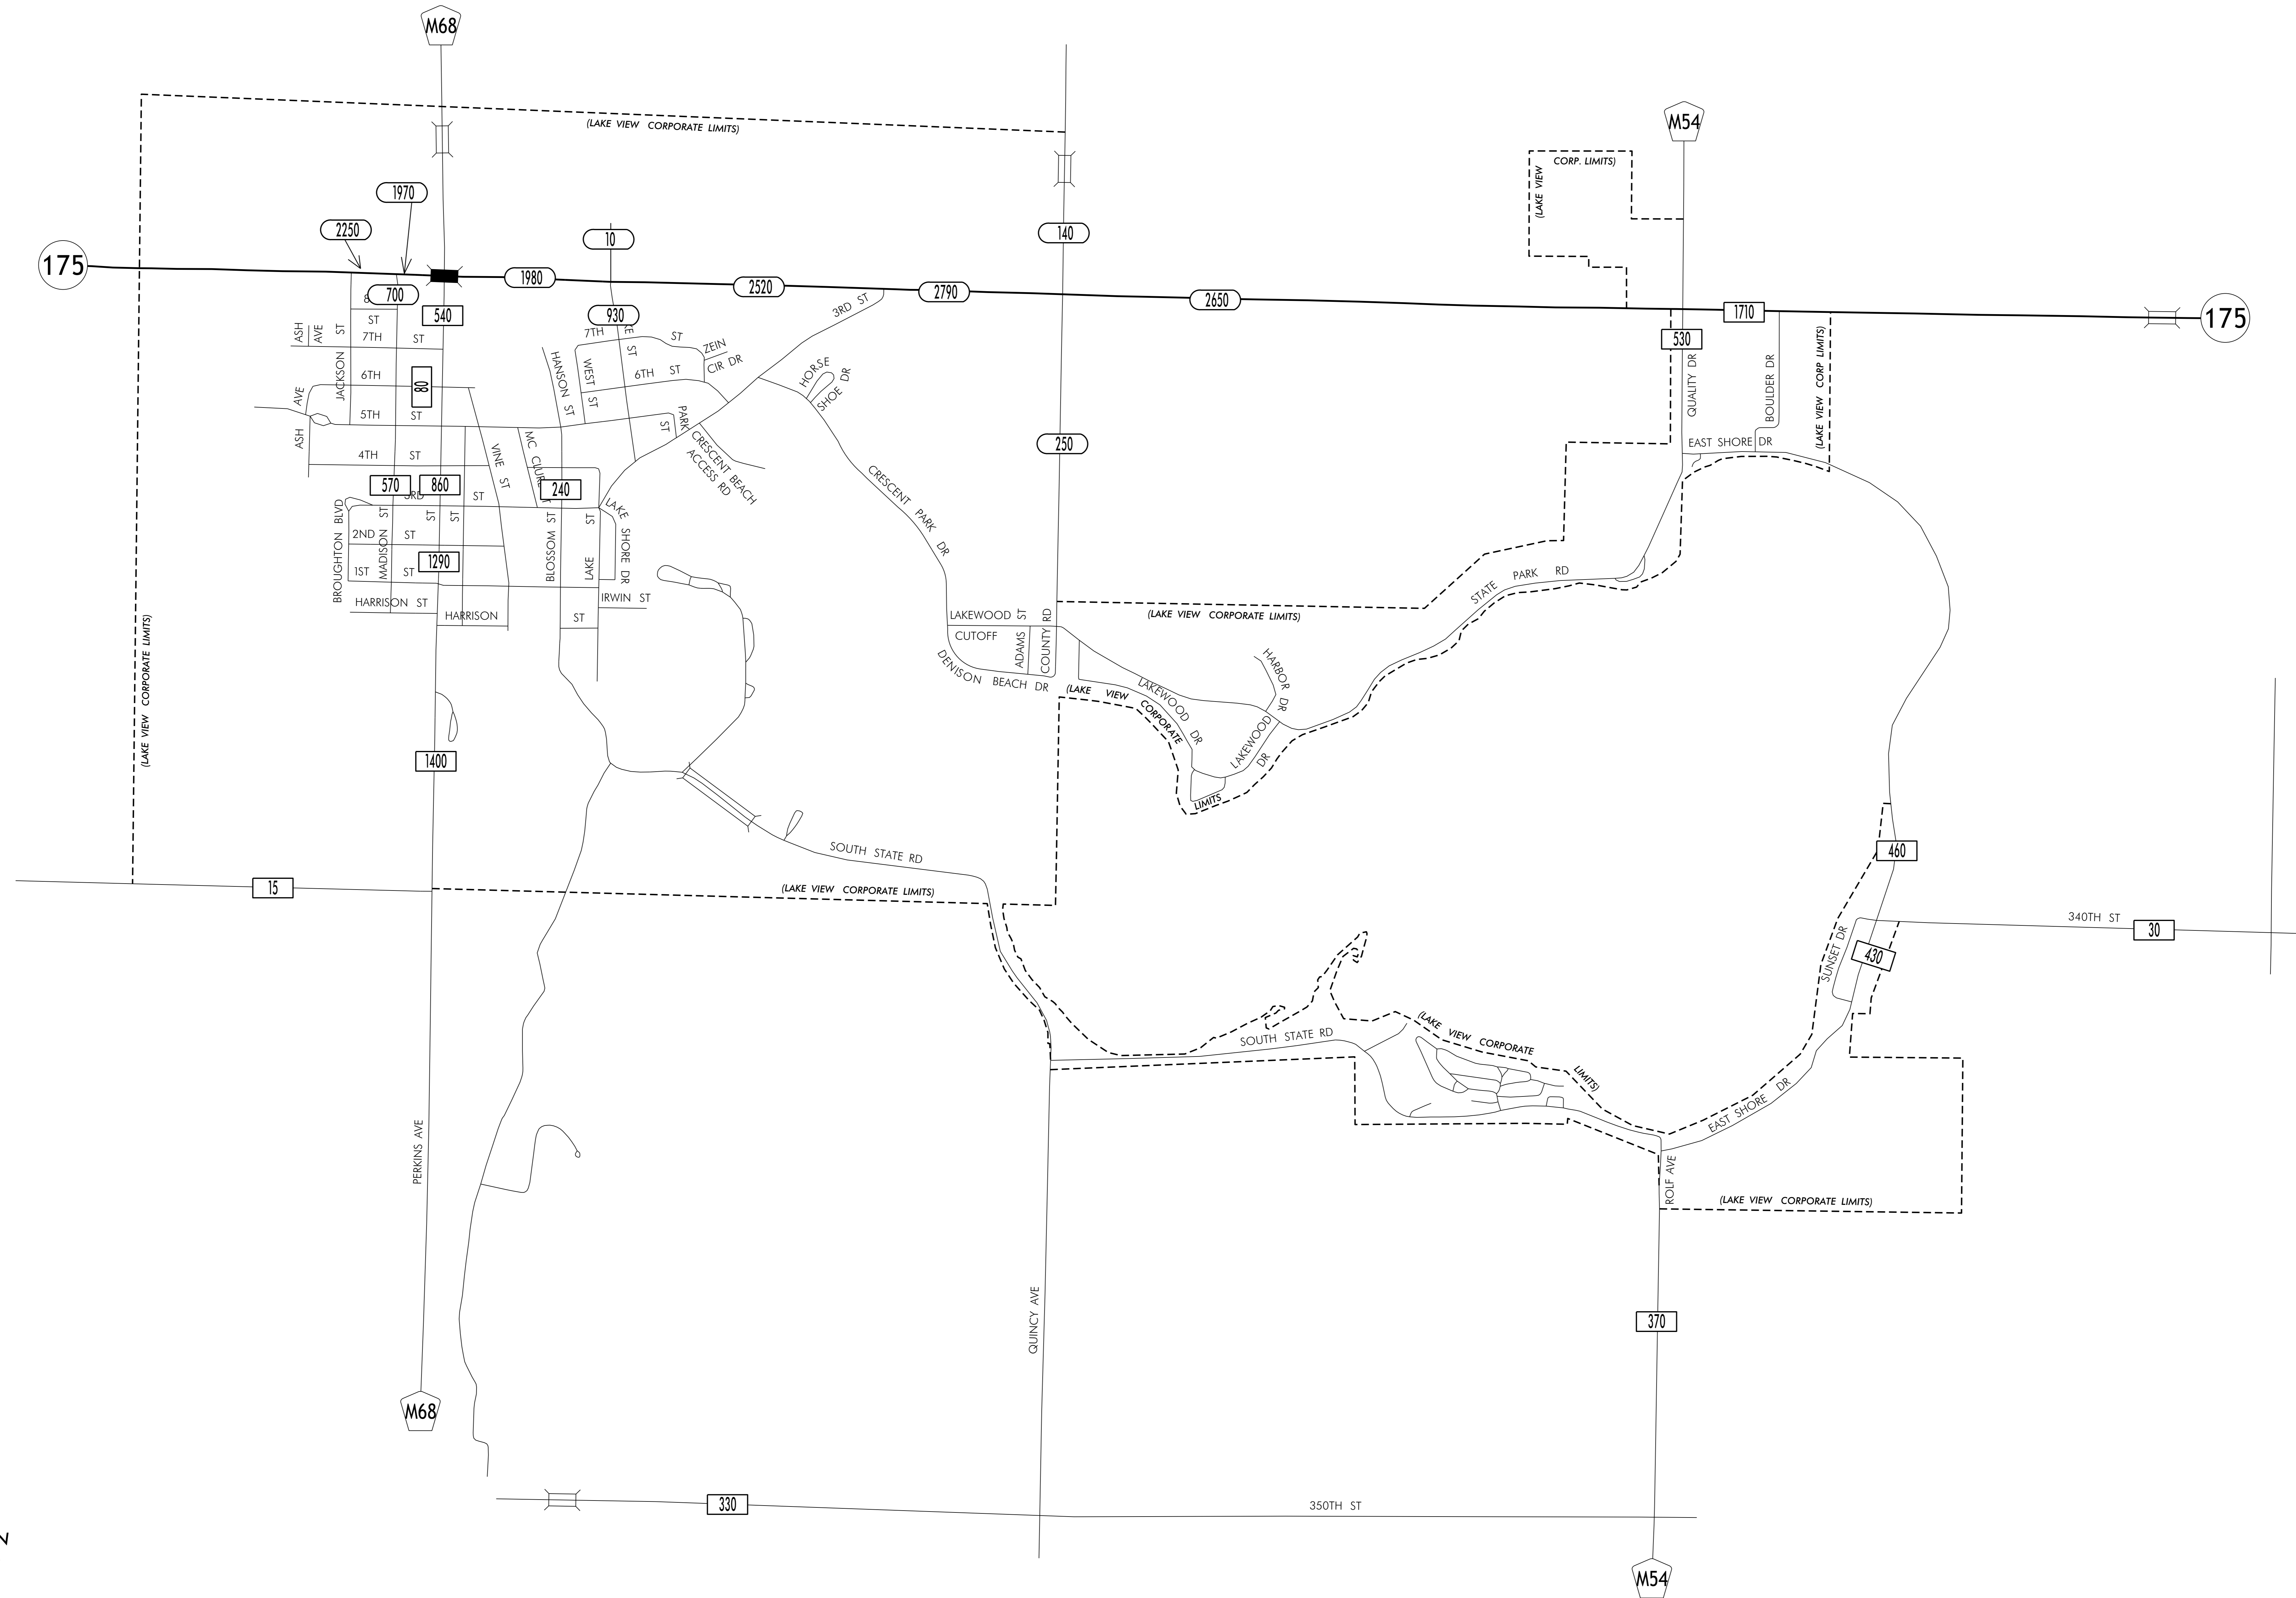 M68
(LAKE VIEW CORPORATE LIMITS)
M54
CORP. LIMITS)
(LAKE VIEW
1970
2250
10
140
175
1980
2520
2790
2650
1710
175
700
540
930
530
3RD ST
ST
7TH ST
ASH AVE
JACKSON ST
6TH
80
5TH ST
ASH AVE
4TH ST
HANSON ST
WEST ST
7TH ST
ST
6TH ST
ZEIN CIR DR
PARK ST
CRESCENT BEACH
ACCESS RD
HORSE SHOE DR
250
QUALITY DR
BOULDER DR
(LAKE VIEW CORP LIMITS)
EAST SHORE DR
VINE ST
MC CLURE
570
860
240
3RD ST
ST
ST
BROUGHTON BLVD
MADISON ST
2ND ST
1290
1ST ST
HARRISON ST
HARRISON ST
BLOSSOM ST
LAKE ST
LAKE SHORE DR
IRWIN ST
CRESCENT PARK DR
LAKEWOOD ST
CUTOFF
ADAMS
COUNTY RD
DENISON BEACH DR
(LAKE VIEW CORPORATE LIMITS)
STATE PARK RD
(LAKE VIEW CORPORATE LIMITS)
(LAKE VIEW CORPORATE LIMITS
LAKEWOOD DR
HARBOR DR
LAKEWOOD DR
1400
SOUTH STATE RD
460
15
(LAKE VIEW CORPORATE LIMITS)
340TH ST
30
SUNSET DR
430
SOUTH STATE RD
(LAKE VIEW CORPORATE LIMITS)
EAST SHORE DR
PERKINS AVE
ROLF AVE
(LAKE VIEW CORPORATE LIMITS)
QUINCY AVE
370
M68
330
350TH ST
M54